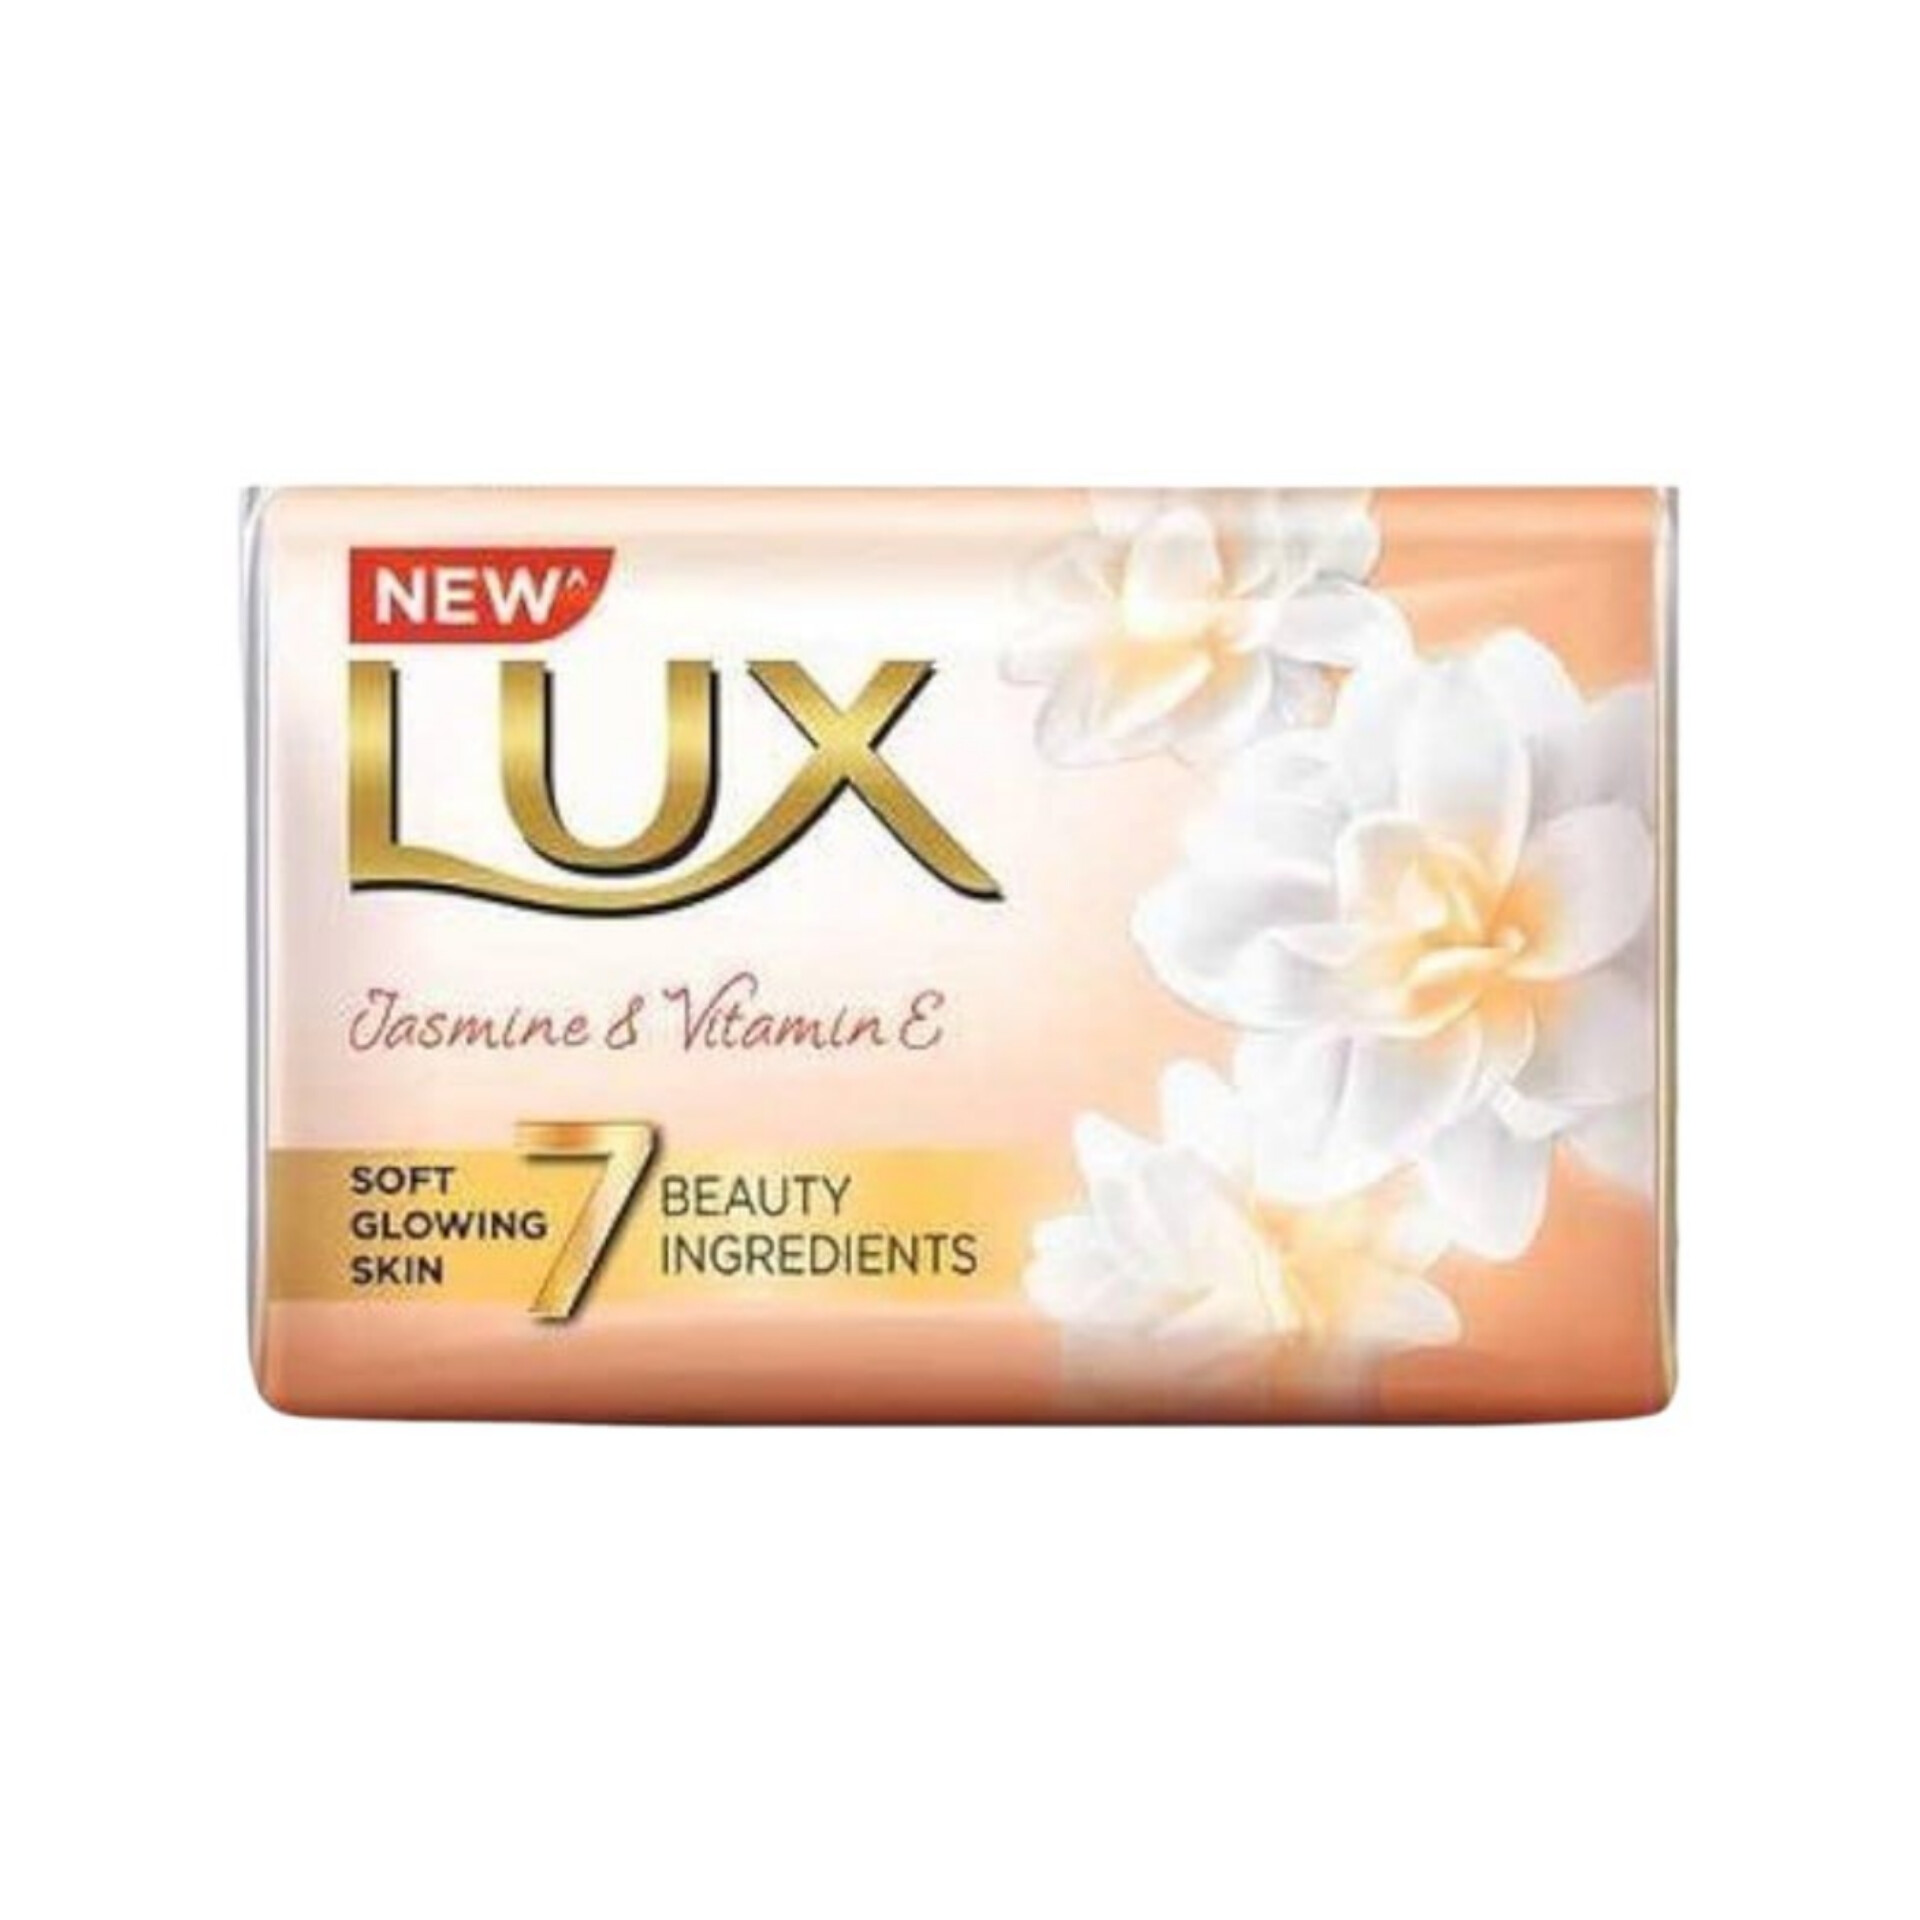 NEW^
LUX
Jasmine & Vitamin E
SOFT
GLOWING
SKIN
7
BEAUTY
INGREDIENTS